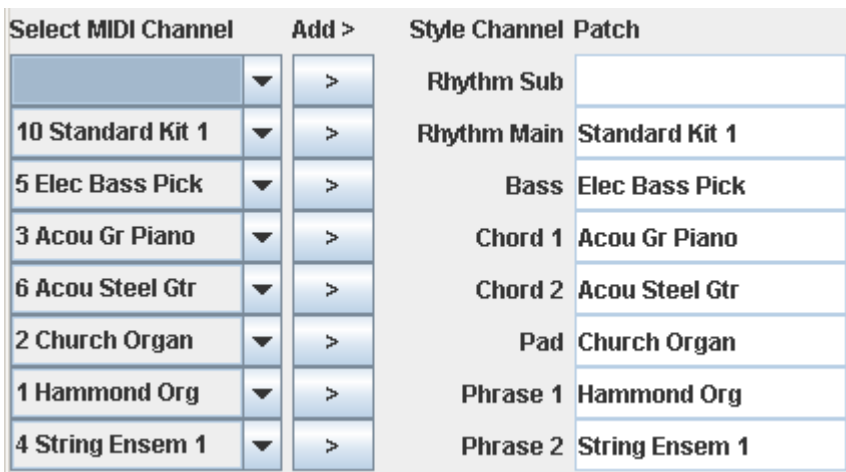 Select MIDI Channel Add > Style Channel Patch
> Rhythm Sub
10 Standard Kit 1 > Rhythm Main Standard Kit 1
5 Elec Bass Pick > Bass Elec Bass Pick
3 Acou Gr Piano > Chord 1 Acou Gr Piano
6 Acou Steel Gtr > Chord 2 Acou Steel Gtr
2 Church Organ > Pad Church Organ
1 Hammond Org > Phrase 1 Hammond Org
4 String Ensem 1 > Phrase 2 String Ensem 1